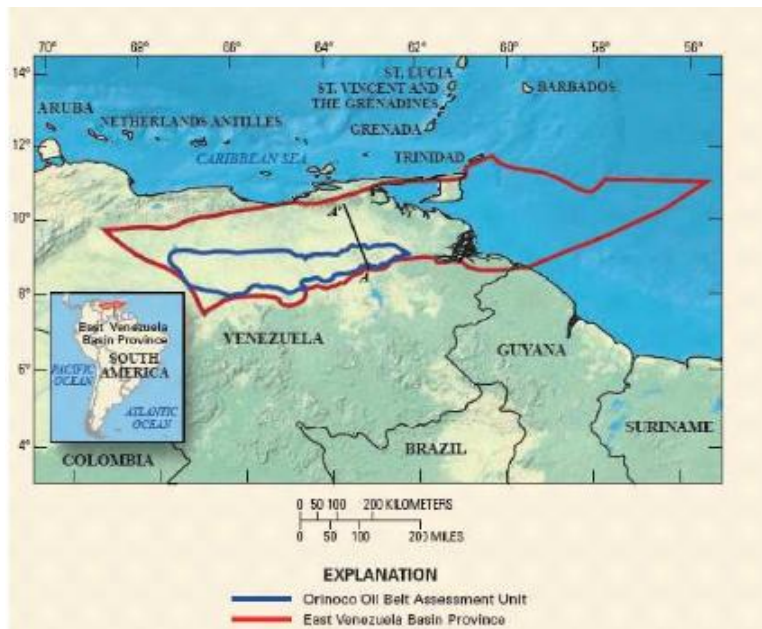 70° 68° 66° 64° 62° 60° 58° 56°
14°
ST. LUCIA
ST. VINCENT AND
THE GRENADINES
BARBADOS
ARUBA
NETHERLANDS ANTILLES
GRENADA
12°
CARIBBEAN SEA
TRINIDAD
A'
10°
A
8°
East Venezuela
Basin Province
SOUTH
AMERICA
PACIFIC
OCEAN
ATLANTIC
OCEAN
VENEZUELA
GUYANA
6°
SURINAME
BRAZIL
4°
COLOMBIA
0 50 100 200 KILOMETERS
0 50 100 200 MILES
EXPLANATION
Orinoco Oil Belt Assessment Unit
East Venezuela Basin Province